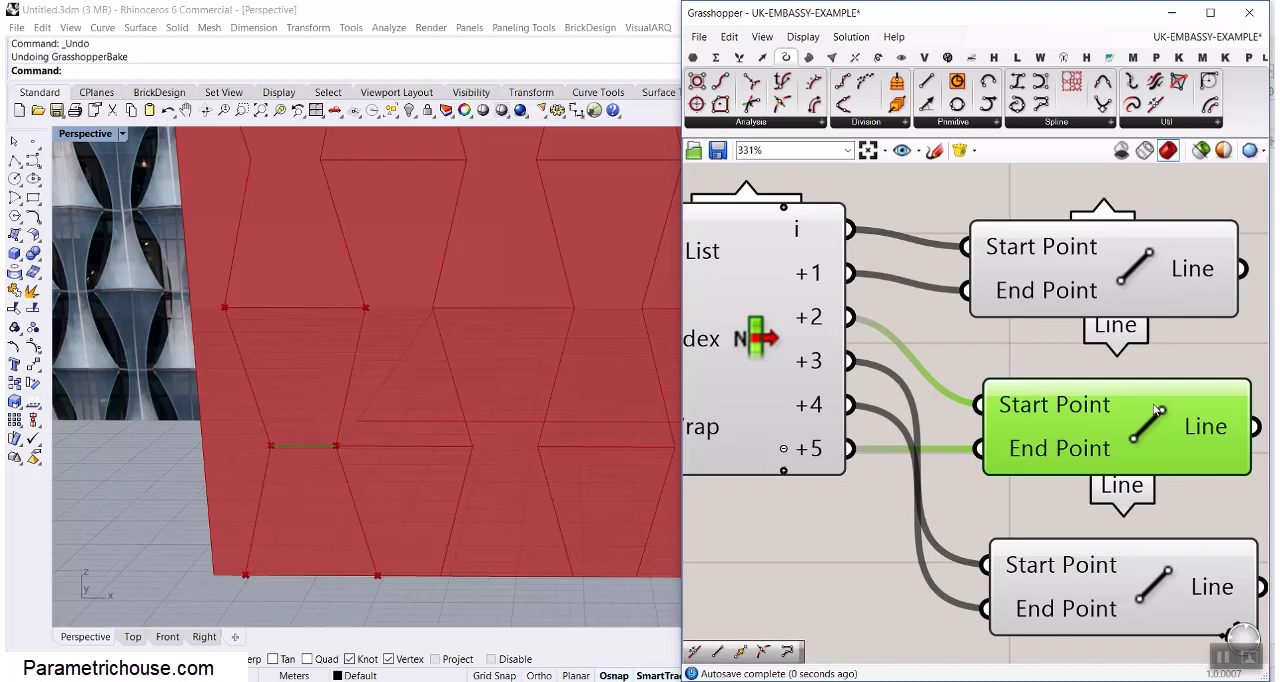 Untitled.3dm (3 MB) - Rhinoceros 6 Commercial - [Perspective]
File Edit View Curve Surface Solid Mesh Dimension Transform Tools Analyze Render Panels Paneling Tools BrickDesign VisualARQ
Command: _Undo
Undoing GrasshopperBake
Command:
Standard CPlanes BrickDesign Set View Display Select Viewport Layout Visibility Transform Curve Tools Surface T
Perspective
z
y
x
Perspective Top Front Right
Parametrichouse.com
erp Tan Quad Knot Vertex Project Disable
Meters Default Grid Snap Ortho Planar Osnap SmartTrac
Grasshopper - UK-EMBASSY-EXAMPLE*
File Edit View Display Solution Help UK-EMBASSY-EXAMPLE*
V H L W H M P K M K P L
Analysis Division Primitive Spline Util
331%
List
dex
N
rap
i
+1
+2
+3
+4
+5
Start Point
End Point
Line
Line
Start Point
End Point
Line
Line
Start Point
End Point
Line
Autosave complete (0 seconds ago)
1.0.0007